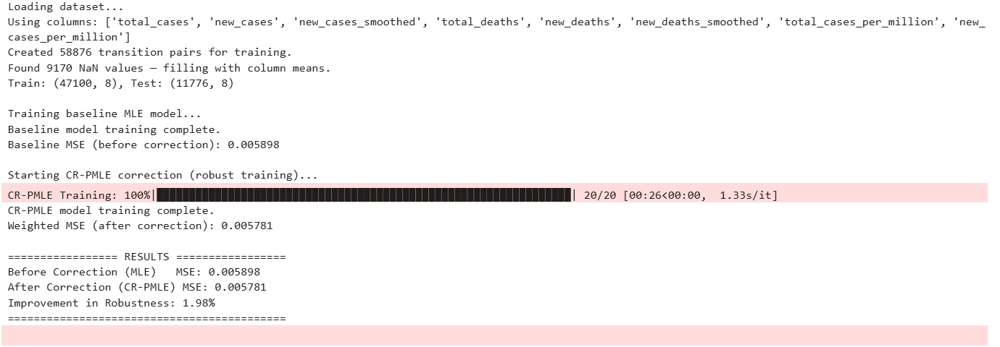 Loading dataset...
Using columns: ['total_cases', 'new_cases', 'new_cases_smoothed', 'total_deaths', 'new_deaths', 'new_deaths_smoothed', 'total_cases_per_million', 'new_
cases_per_million']
Created 58876 transition pairs for training.
Found 9170 NaN values — filling with column means.
Train: (47100, 8), Test: (11776, 8)
Training baseline MLE model...
Baseline model training complete.
Baseline MSE (before correction): 0.005898
Starting CR-PMLE correction (robust training)...
CR-PMLE Training: 100%|██████████| 20/20 [00:26<00:00,  1.33s/it]
CR-PMLE model training complete.
Weighted MSE (after correction): 0.005781
================= RESULTS =================
Before Correction (MLE)   MSE: 0.005898
After Correction (CR-PMLE) MSE: 0.005781
Improvement in Robustness: 1.98%
===========================================